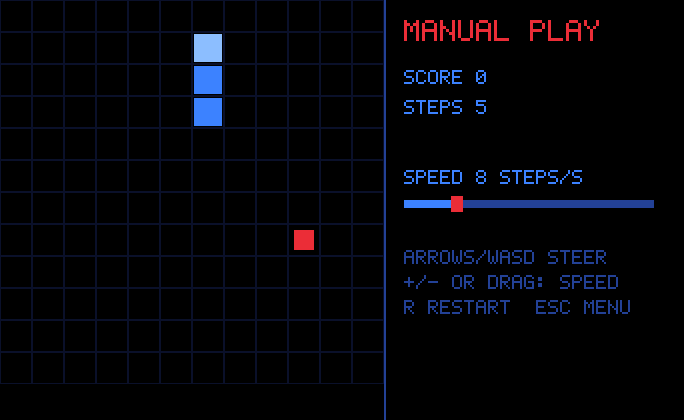 MANUAL PLAY
SCORE 0
STEPS 5
SPEED 8 STEPS/S
ARROWS/WASD STEER
+/- OR DRAG: SPEED
R RESTART  ESC MENU